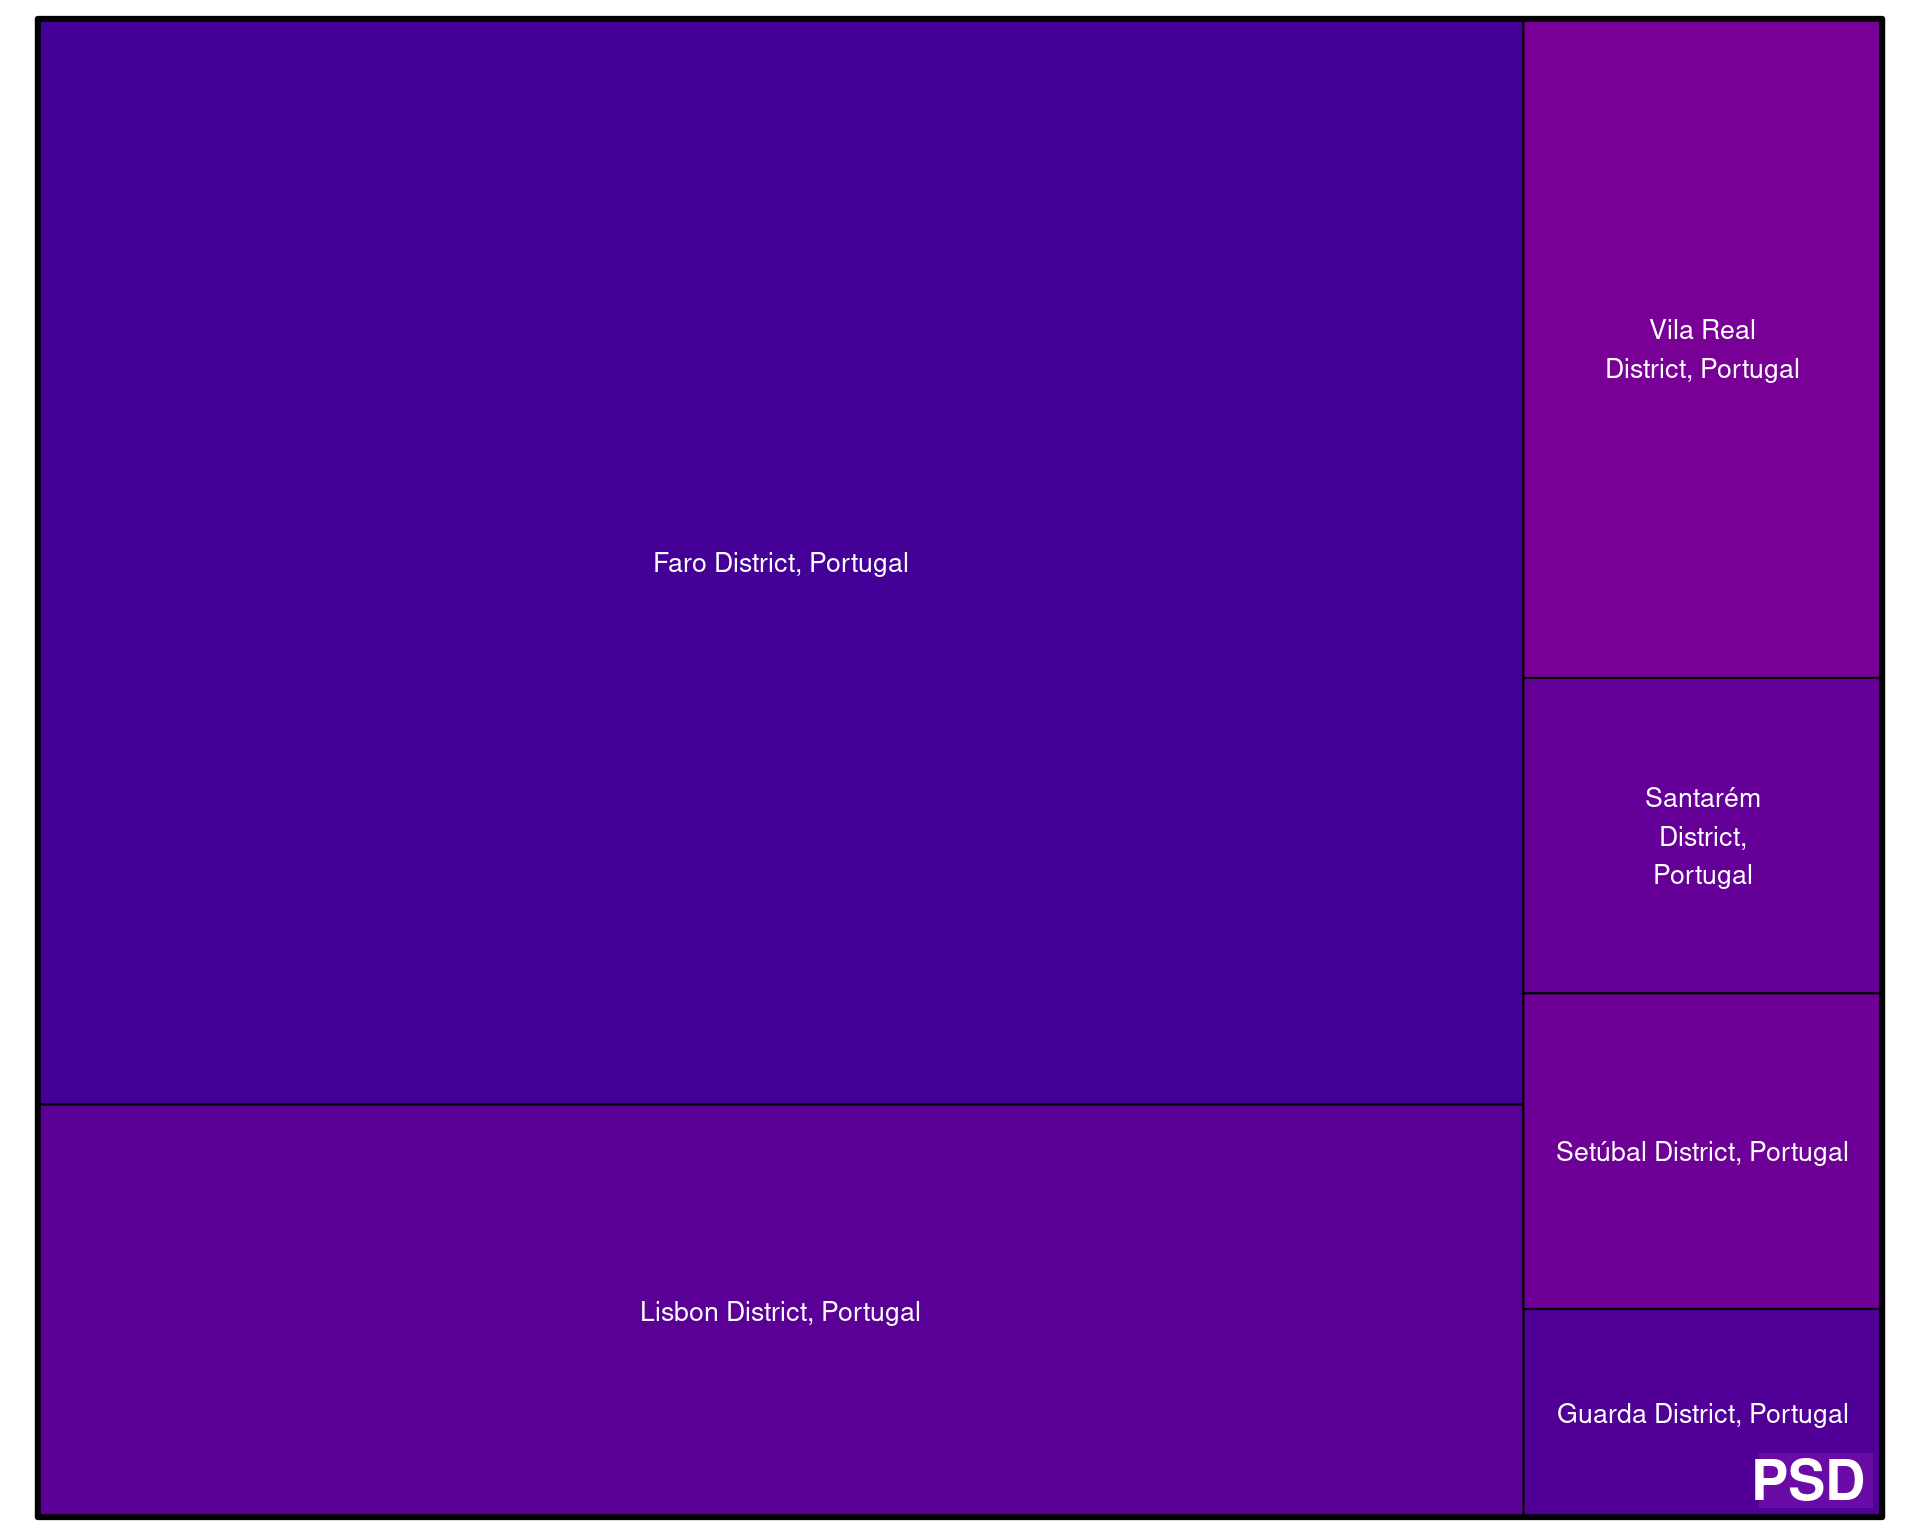 Faro District, Portugal
Lisbon District, Portugal
Vila Real
District, Portugal
Santarém
District,
Portugal
Setúbal District, Portugal
Guarda District, Portugal
PSD